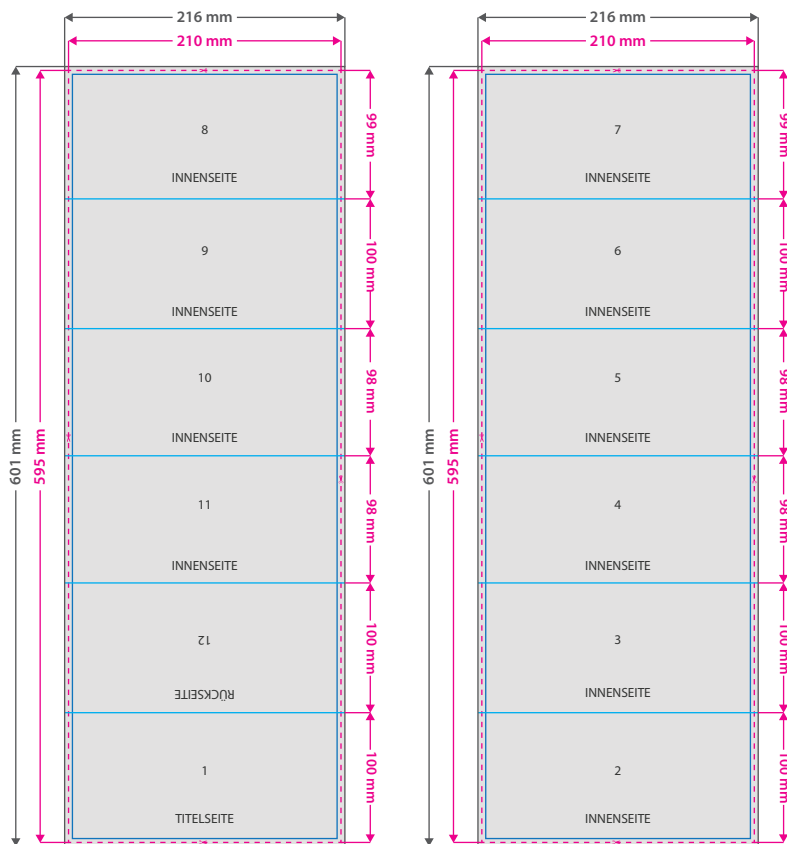 216 mm
210 mm
601 mm
595 mm
8
INNENSEITE
99 mm
9
INNENSEITE
100 mm
10
INNENSEITE
98 mm
11
INNENSEITE
98 mm
12
RÜCKSEITE
100 mm
1
TITELSEITE
100 mm
216 mm
210 mm
601 mm
595 mm
7
INNENSEITE
99 mm
6
INNENSEITE
100 mm
5
INNENSEITE
98 mm
4
INNENSEITE
98 mm
3
INNENSEITE
100 mm
2
INNENSEITE
100 mm